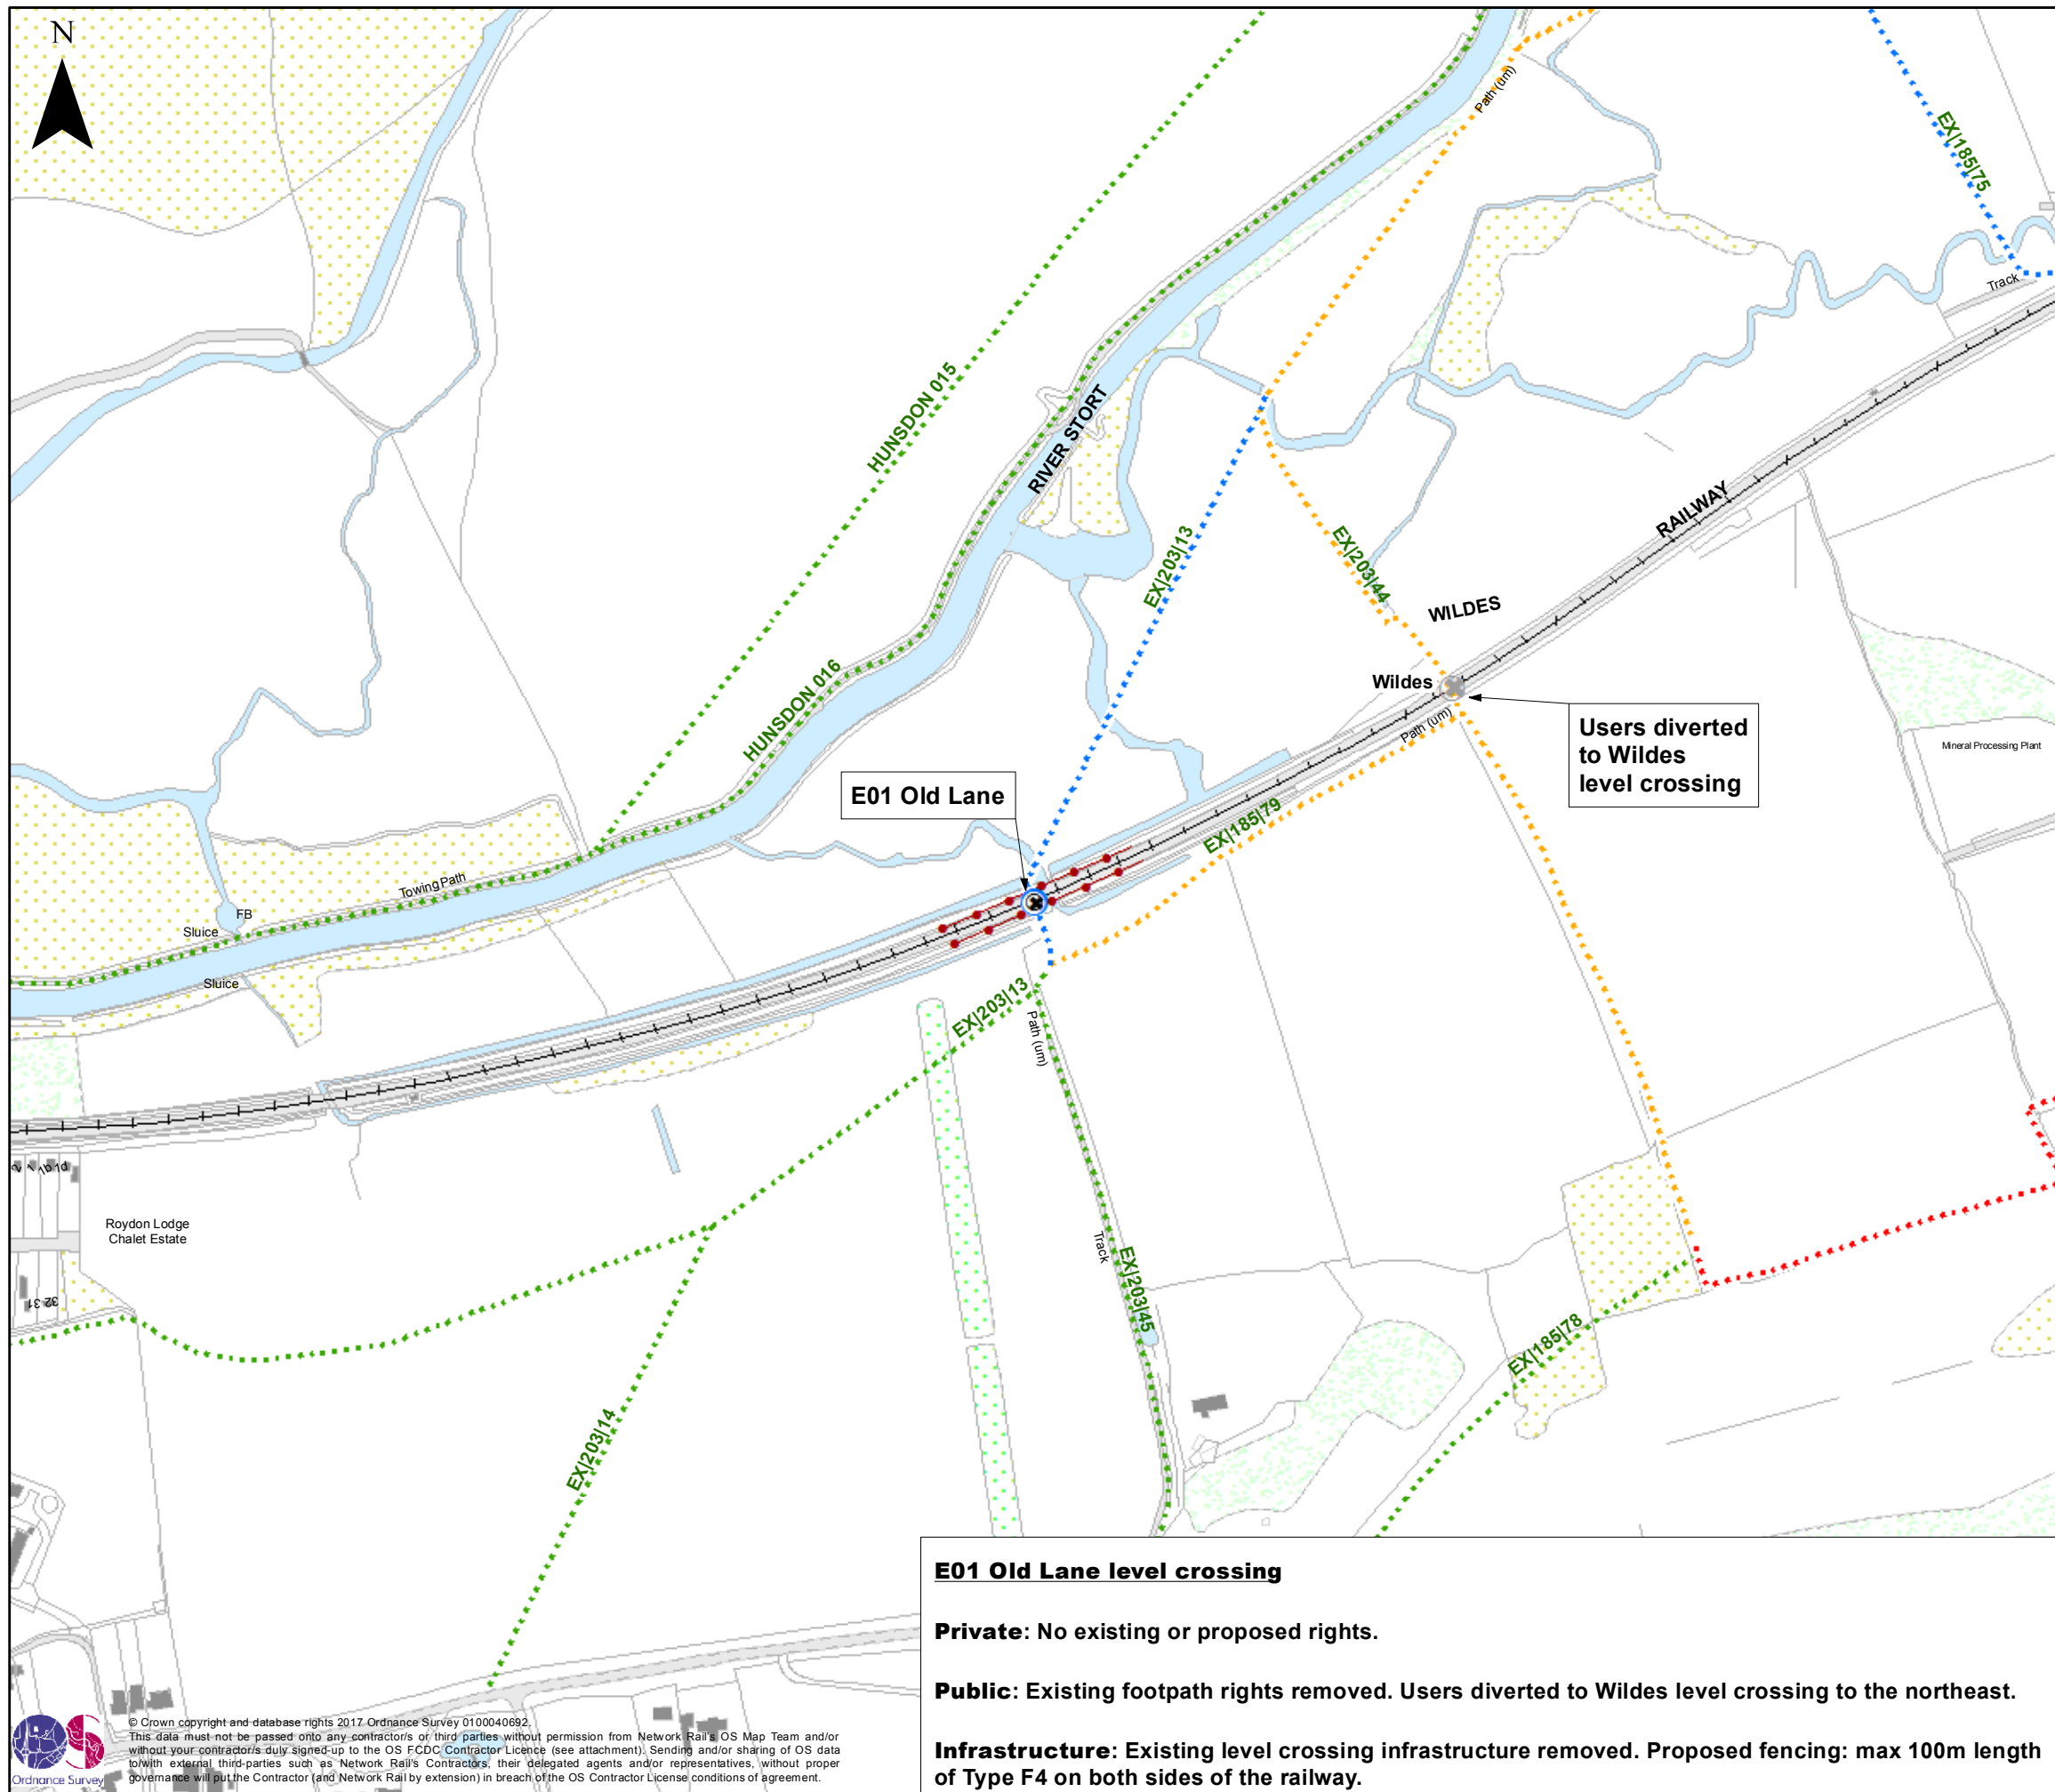 N
Path (um)
EX|185|75
Track
HUNSDON 015
RIVER STORT
RAILWAY
EX|203|13
EX|203|44
WILDES
Wildes
HUNSDON 016
Path (um)
Users diverted
to Wildes
level crossing
Mineral Processing Plant
E01 Old Lane
EX|185|79
Towing Path
FB
Sluice
Sluice
EX|203|13
Path (um)
2 1 1b 1d
Roydon Lodge
Chalet Estate
Track
EX|203|45
32 31
EX|185|78
EX|203|14
E01 Old Lane level crossing
Private: No existing or proposed rights.
Public: Existing footpath rights removed. Users diverted to Wildes level crossing to the northeast.
Infrastructure: Existing level crossing infrastructure removed. Proposed fencing: max 100m length
of Type F4 on both sides of the railway.
© Crown copyright and database rights 2017 Ordnance Survey 0100040692.
This data must not be passed onto any contractor/s or third parties without permission from Network Rail's OS Map Team and/or
without your contractor/s duly signed-up to the OS FCDC Contractor Licence (see attachment). Sending and/or sharing of OS data
to/with external third-parties such as Network Rail's Contractors, their delegated agents and/or representatives, without proper
governance will put the Contractor (and Network Rail by extension) in breach of the OS Contractor License conditions of agreement.
Ordnance Survey